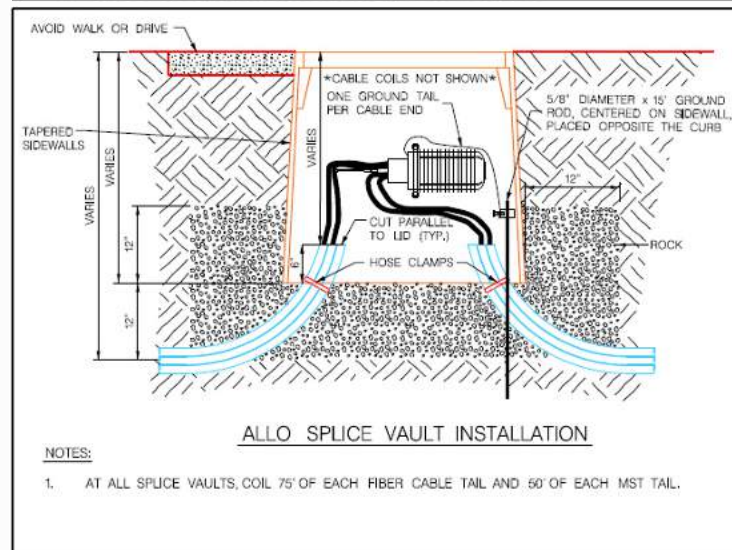 AVOID WALK OR DRIVE
*CABLE COILS NOT SHOWN*
ONE GROUND TAIL
PER CABLE END
5/8" DIAMETER x 15' GROUND
ROD, CENTERED ON SIDEWALL,
PLACED OPPOSITE THE CURB
TAPERED
SIDEWALLS
VARIES
VARIES
VARIES
12"
12"
12"
6"
CUT PARALLEL
TO LID (TYP.)
ROCK
HOSE CLAMPS
ALLO SPLICE VAULT INSTALLATION
NOTES:
1. AT ALL SPLICE VAULTS, COIL 75' OF EACH FIBER CABLE TAIL AND 50' OF EACH MST TAIL.